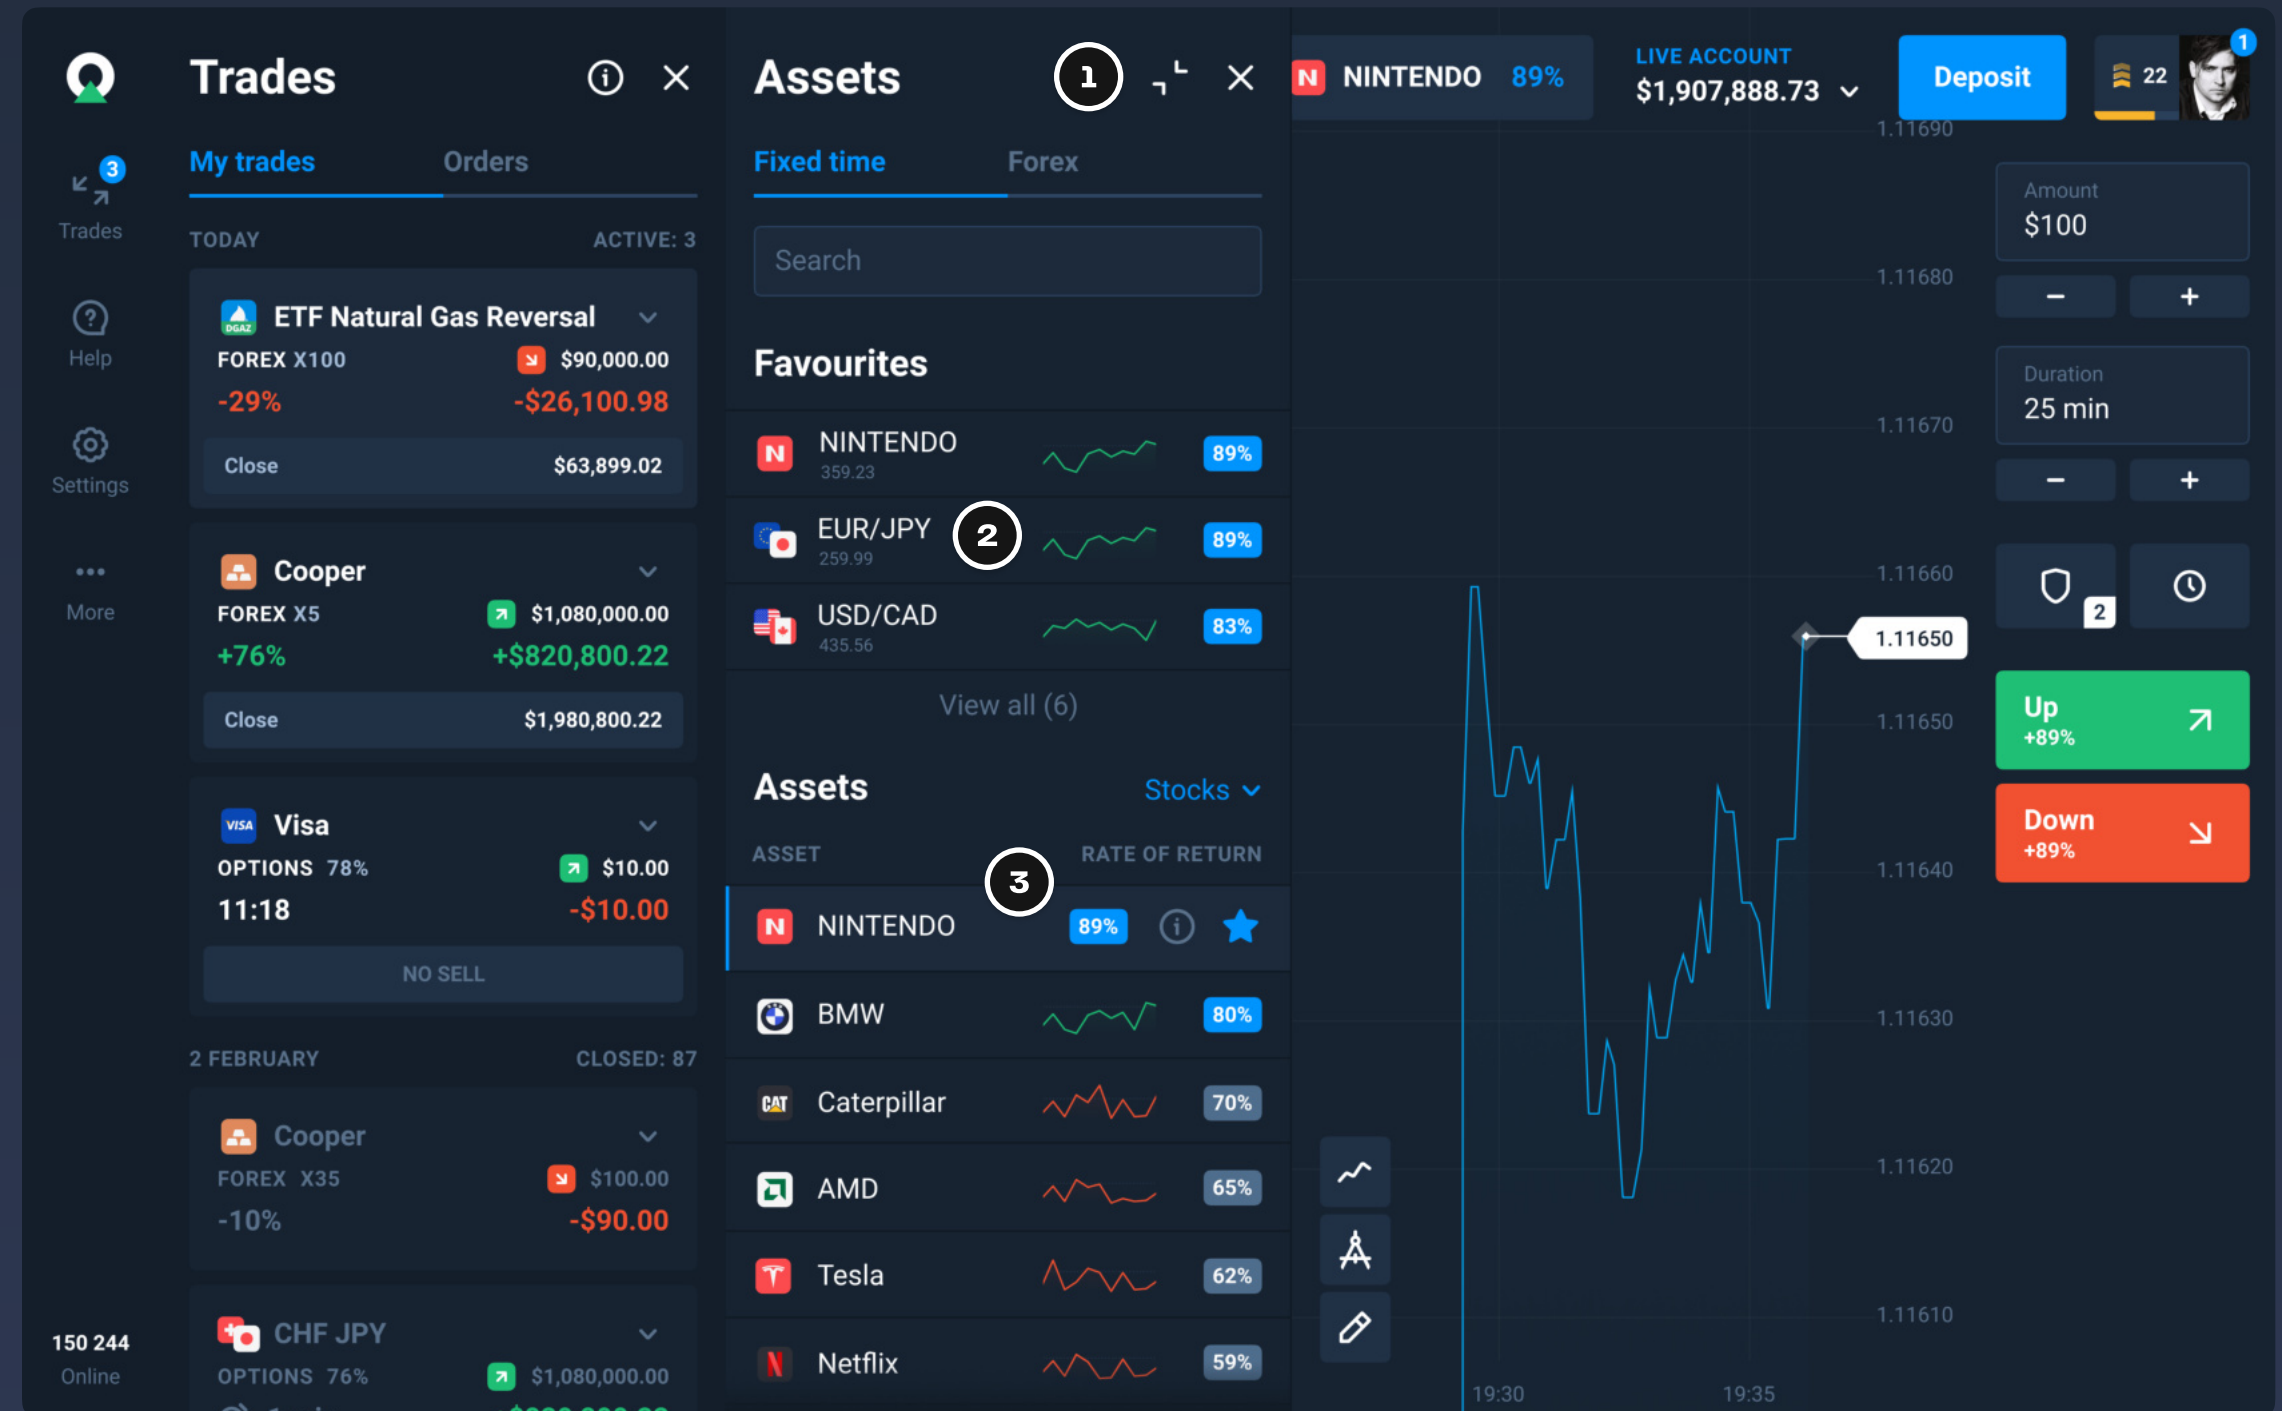 3
Trades
Help
Settings
More
150 244
Online
Trades
My trades
Orders
TODAY
ACTIVE: 3
DGAZ
ETF Natural Gas Reversal
FOREX X100
$90,000.00
-29%
-$26,100.98
Close
$63,899.02
Cooper
FOREX X5
$1,080,000.00
+76%
+$820,800.22
Close
$1,980,800.22
VISA
Visa
OPTIONS 78%
$10.00
11:18
-$10.00
NO SELL
2 FEBRUARY
CLOSED: 87
Cooper
FOREX X35
$100.00
-10%
-$90.00
CHF JPY
OPTIONS 76%
$1,080,000.00
Assets
1
Fixed time
Forex
Search
Favourites
N
NINTENDO
359.23
89%
EUR/JPY
259.99
2
89%
USD/CAD
435.56
83%
View all (6)
Assets
Stocks
ASSET
RATE OF RETURN
3
N
NINTENDO
89%
BMW
80%
CAT
Caterpillar
70%
AMD
65%
Tesla
62%
N
Netflix
59%
N
NINTENDO
89%
LIVE ACCOUNT
$1,907,888.73
Deposit
22
1
1.11690
1.11680
1.11670
1.11660
1.11650
1.11650
1.11640
1.11630
1.11620
1.11610
19:30
19:35
Amount
$100
−
+
Duration
25 min
−
+
2
Up
+89%
Down
+89%